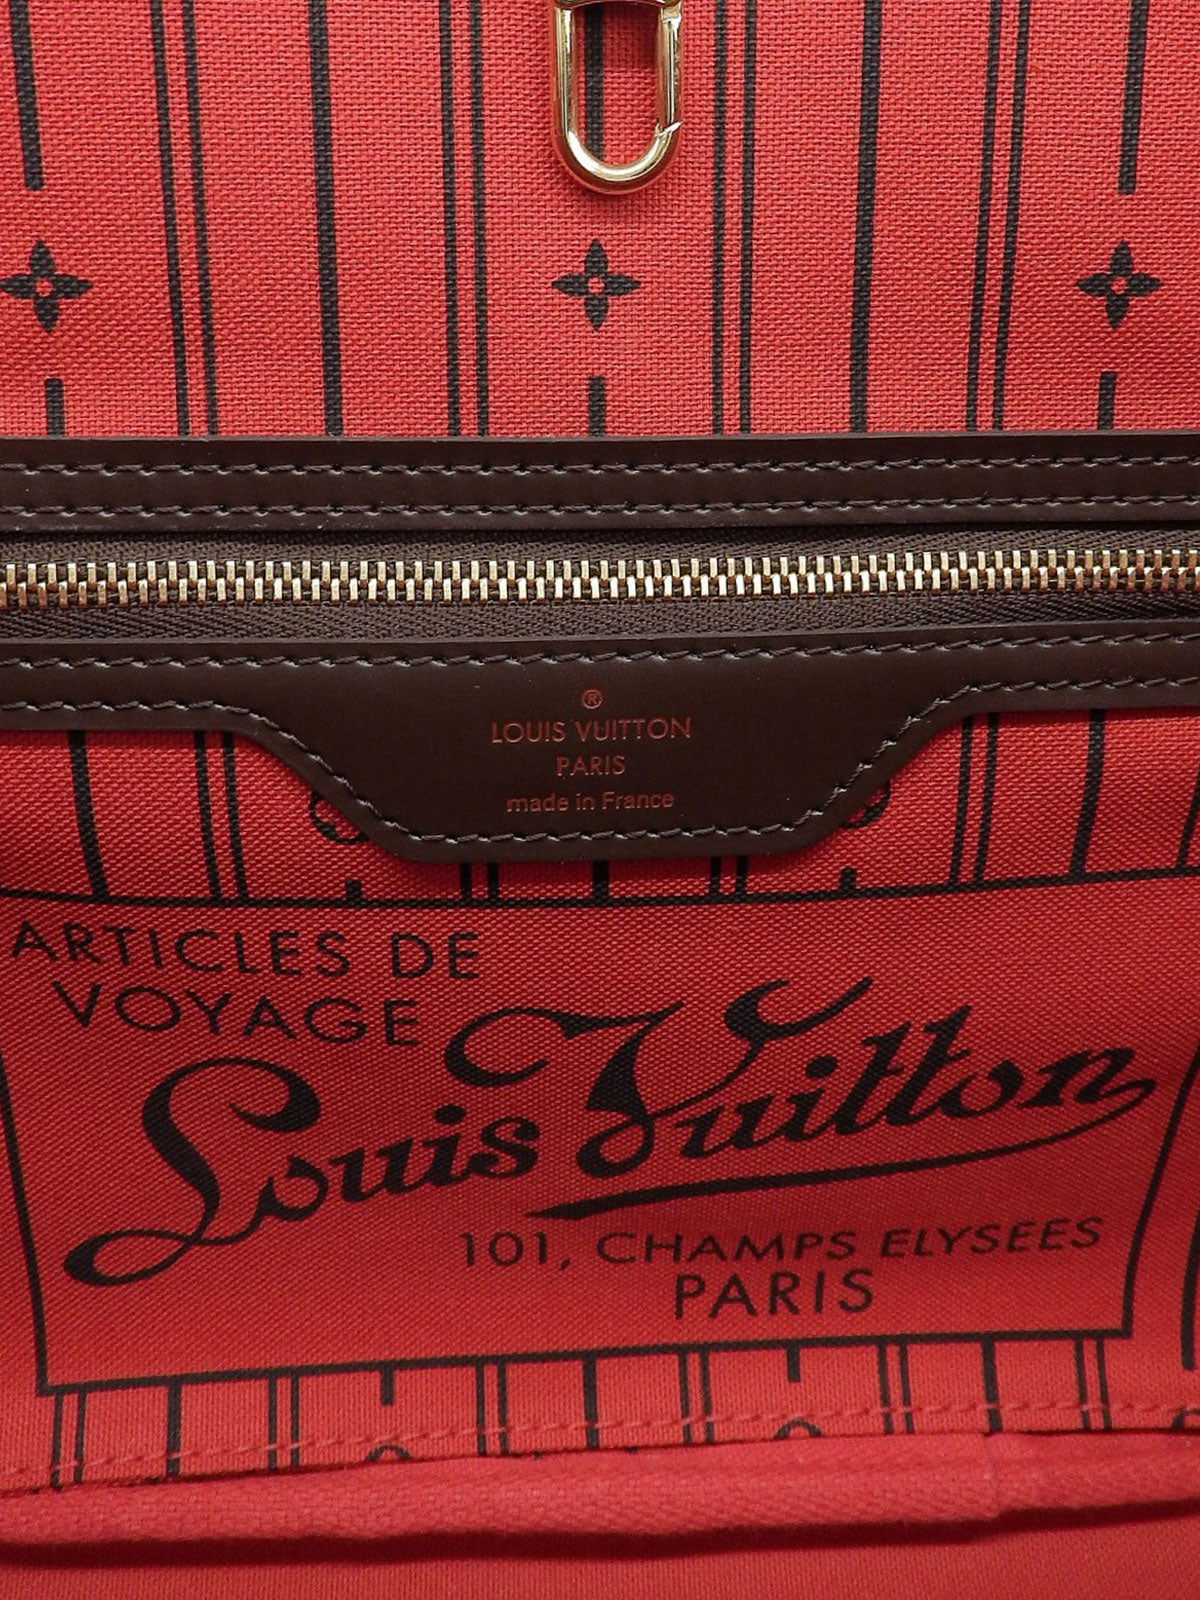 ®
LOUIS VUITTON
PARIS
made in France
ARTICLES DE
VOYAGE
Louis Vuitton
101, CHAMPS ELYSEES
PARIS